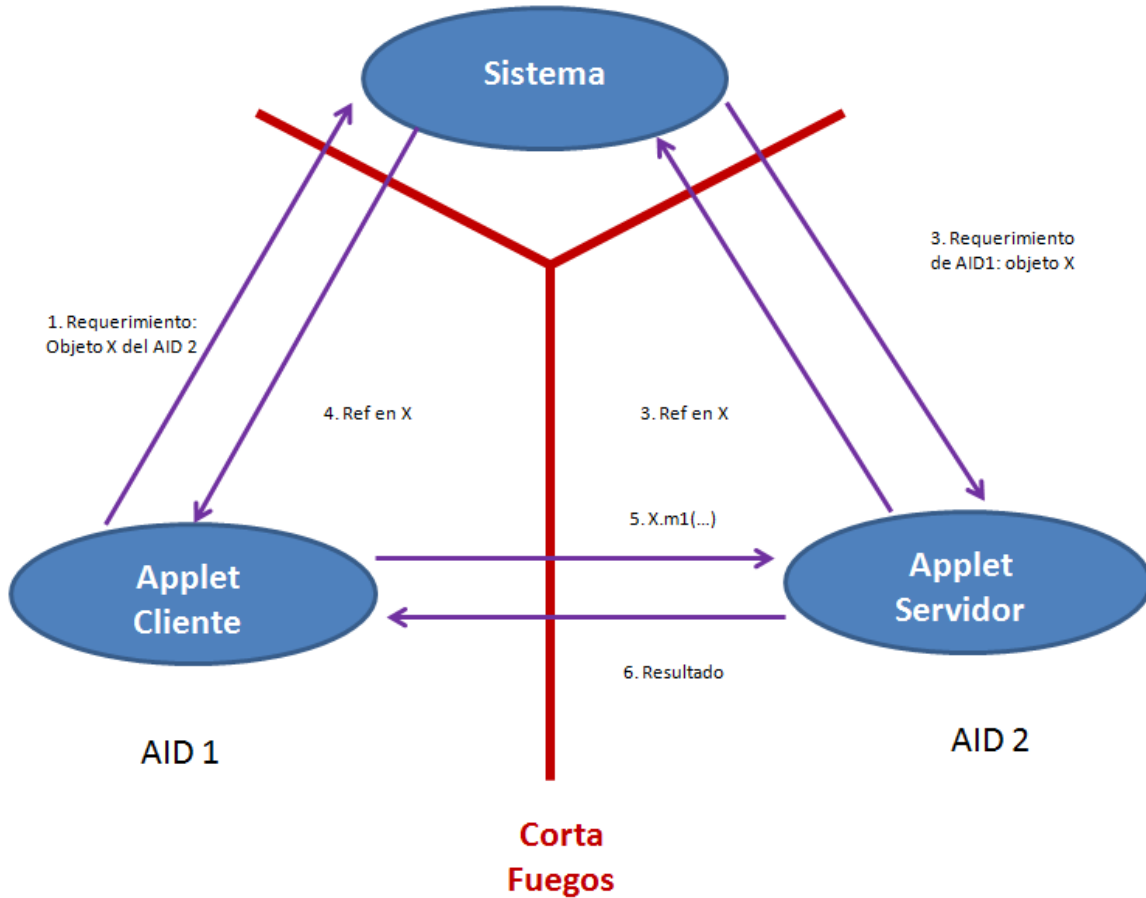 Sistema
3. Requerimiento
de AID1: objeto X
1. Requerimiento:
Objeto X del AID 2
4. Ref en X
3. Ref en X
5. X.m1(...)
Applet
Cliente
Applet
Servidor
6. Resultado
AID 1
AID 2
Corta
Fuegos